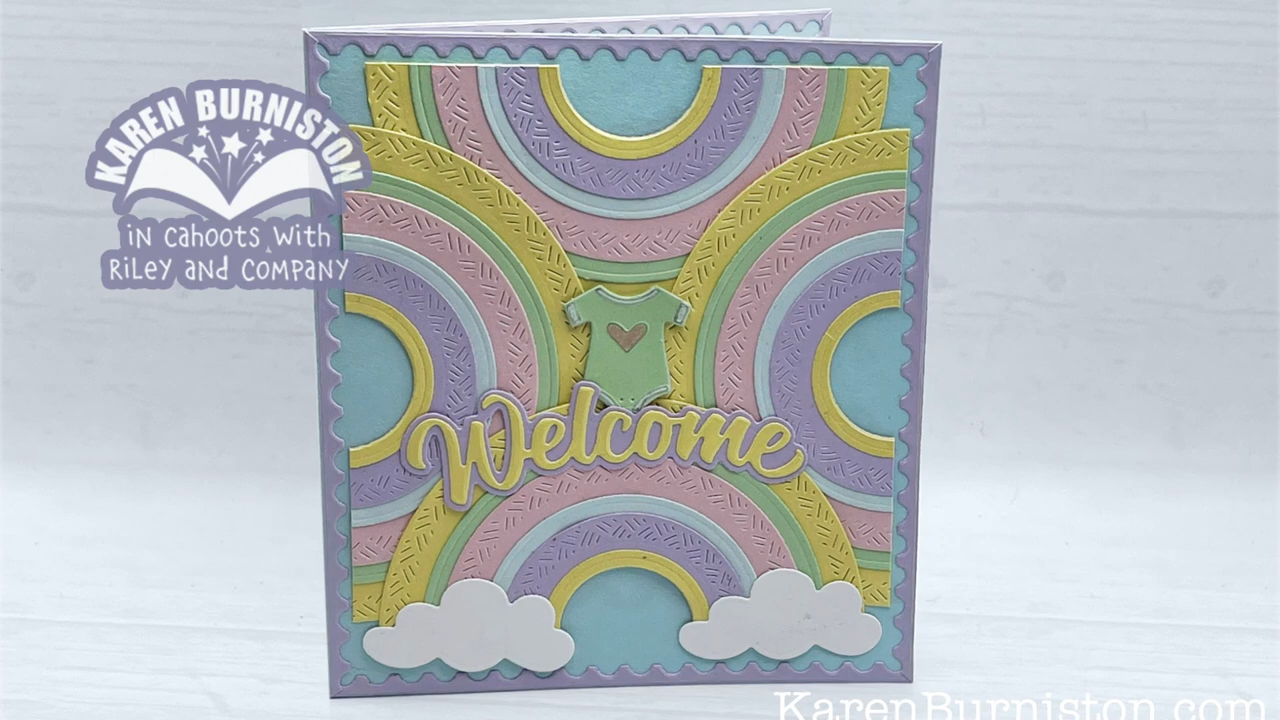 KAREN BURNISTON
in cahoots with
Riley and Company
Welcome
KarenBurniston.com